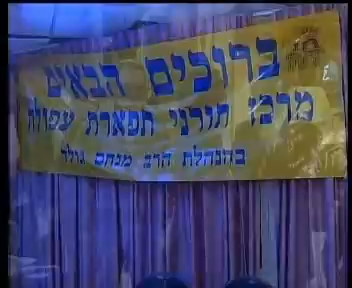 ברוכים הבאים
מרכז תורני תפארת עפולה
בהנהלת הרב מנחם גולד